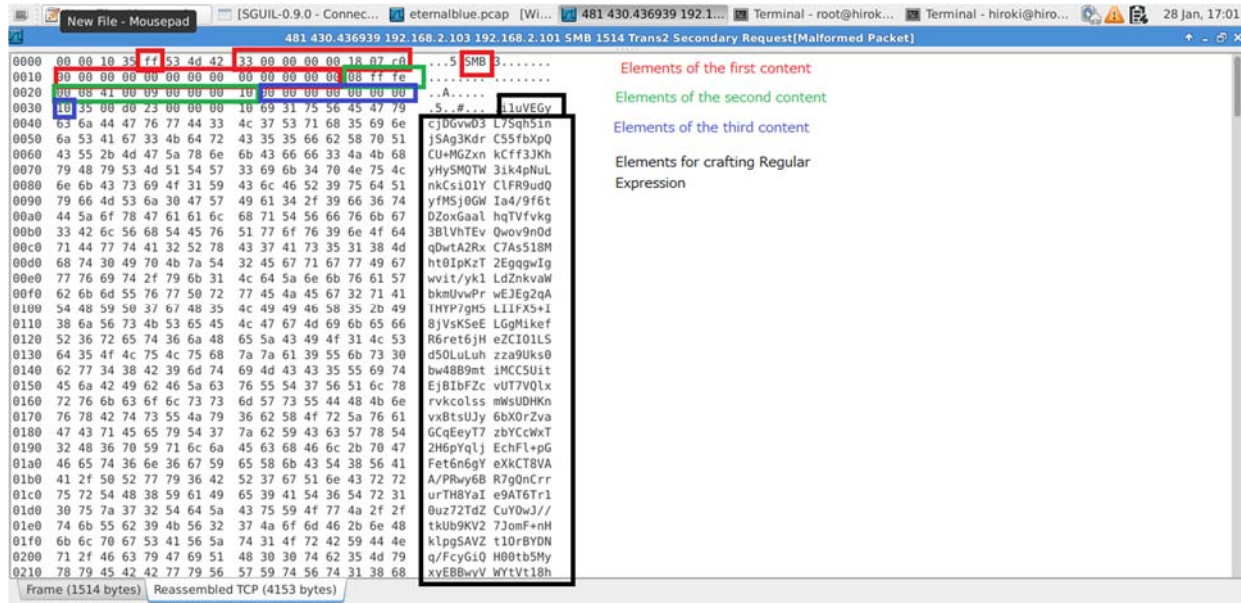 New File - Mousepad
[SGUIL-0.9.0 - Connec...
eternalblue.pcap [Wi...
481 430.436939 192.1...
Terminal - root@hirok...
Terminal - hiroki@hiro...
28 Jan, 17:01
481 430.436939 192.168.2.103 192.168.2.101 SMB 1514 Trans2 Secondary Request[Malformed Packet]
0000 00 00 10 35 ff 53 4d 42 33 00 00 00 00 18 07 c0 ...5 SMB 3.......
0010 00 00 00 00 00 00 00 00 00 00 00 00 00 08 ff fe ........ ........
0020 00 08 41 00 09 00 00 00 10 00 00 00 00 00 00 00 ..A..... ........
0030 10 35 00 d0 23 00 00 00 10 69 31 75 56 45 47 79 .5..#... .i1uVEGy
0040 63 6a 44 47 76 77 44 33 4c 37 53 71 68 35 69 6e cjDGvwD3 L7Sqh5in
0050 6a 53 41 67 33 4b 64 72 43 35 35 66 62 58 70 51 jSAg3Kdr C55fbXpQ
0060 43 55 2b 4d 47 5a 78 6e 6b 43 66 66 33 4a 4b 68 CU+MGZxn kCff3JKh
0070 79 48 79 53 4d 51 54 57 33 69 6b 34 70 4e 75 4c yHySMQTW 3ik4pNuL
0080 6e 6b 43 73 69 4f 31 59 43 6c 46 52 39 75 64 51 nkCsiO1Y ClFR9udQ
0090 79 66 4d 53 6a 30 47 57 49 61 34 2f 39 66 36 74 yfMSj0GW Ia4/9f6t
00a0 44 5a 6f 78 47 61 61 6c 68 71 54 56 66 76 6b 67 DZoxGaal hqTVfvkg
00b0 33 42 6c 56 68 54 45 76 51 77 6f 76 39 6e 4f 64 3BlVhTEv Qwov9nOd
00c0 71 44 77 74 41 32 52 78 43 37 41 73 35 31 38 4d qDwtA2Rx C7As518M
00d0 68 74 30 49 70 4b 7a 54 32 45 67 71 67 77 49 67 ht0IpKzT 2EgqgwIg
00e0 77 76 69 74 2f 79 6b 31 4c 64 5a 6e 6b 76 61 57 wvit/yk1 LdZnkvaW
00f0 62 6b 6d 55 76 77 50 72 77 45 4a 45 67 32 71 41 bkmUvwPr wEJEg2qA
0100 54 48 59 50 37 67 48 35 4c 49 49 46 58 35 2b 49 THYP7gH5 LIIFX5+I
0110 38 6a 56 73 4b 53 65 45 4c 47 67 4d 69 6b 65 66 8jVsKSeE LGgMikef
0120 52 36 72 65 74 36 6a 48 65 5a 43 49 4f 31 4c 53 R6ret6jH eZCIO1LS
0130 64 35 4f 4c 75 4c 75 68 7a 7a 61 39 55 6b 73 30 d5OLuLuh zza9Uks0
0140 62 77 34 38 42 39 6d 74 69 4d 43 43 35 55 69 74 bw48B9mt iMCC5Uit
0150 45 6a 42 49 62 46 5a 63 76 55 54 37 56 51 6c 78 EjBIbFZc vUT7VQlx
0160 72 76 6b 63 6f 6c 73 73 6d 57 73 55 44 48 4b 6e rvkcolss mWsUDHKn
0170 76 78 42 74 73 55 4a 79 36 62 58 4f 72 5a 76 61 vxBtsUJy 6bXOrZva
0180 47 43 71 45 65 79 54 37 7a 62 59 43 63 57 78 54 GCqEeyT7 zbYCcWxT
0190 32 48 36 70 59 71 6c 6a 45 63 68 46 6c 2b 70 47 2H6pYqlj EchFl+pG
01a0 46 65 74 36 6e 36 67 59 65 58 6b 43 54 38 56 41 Fet6n6gY eXkCT8VA
01b0 41 2f 50 52 77 79 36 42 52 37 67 51 6e 43 72 72 A/PRwy6B R7gQnCrr
01c0 75 72 54 48 38 59 61 49 65 39 41 54 36 54 72 31 urTH8YaI e9AT6Tr1
01d0 30 75 7a 37 32 54 64 5a 43 75 59 4f 77 4a 2f 2f 0uz72TdZ CuYOwJ//
01e0 74 6b 55 62 39 4b 56 32 37 4a 6f 6d 46 2b 6e 48 tkUb9KV2 7JomF+nH
01f0 6b 6c 70 67 53 41 56 5a 74 31 4f 72 42 59 44 4e klpgSAVZ t1OrBYDN
0200 71 2f 46 63 79 47 69 51 48 30 30 74 62 35 4d 79 q/FcyGiQ H00tb5My
0210 78 79 45 42 42 77 79 56 57 59 74 56 74 31 38 68 xyEBBwyV WYtVt18h
Elements of the first content
Elements of the second content
Elements of the third content
Elements for crafting Regular
Expression
Frame (1514 bytes)
Reassembled TCP (4153 bytes)